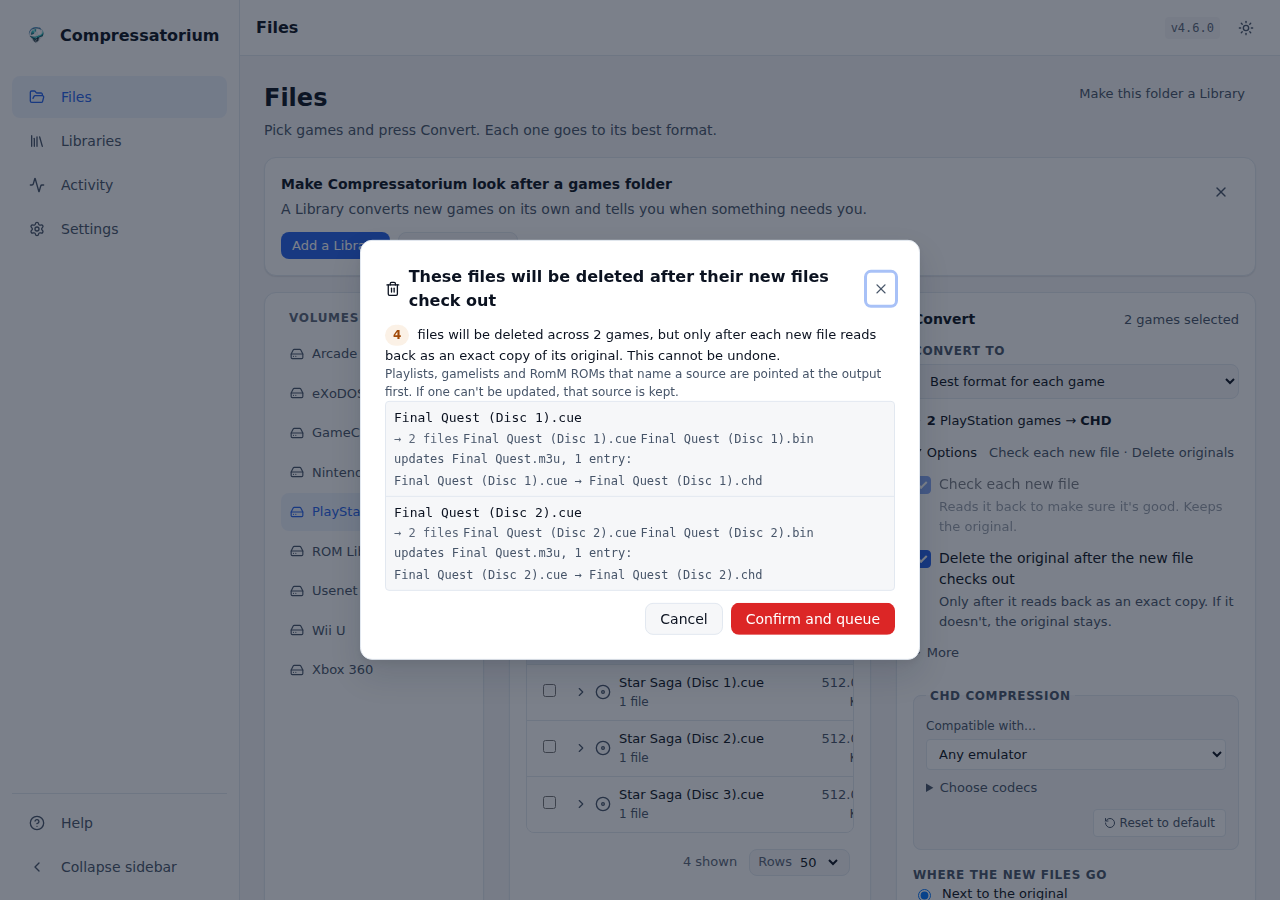 Compressatorium
Files
v4.6.0
Files
Libraries
Activity
Settings
Help
Collapse sidebar
Files
Make this folder a Library
Pick games and press Convert. Each one goes to its best format.
Make Compressatorium look after a games folder
A Library converts new games on its own and tells you when something needs you.
Add a Libra
VOLUMES
Arcade
eXoDOS
GameC
Ninten
PlaySta
ROM Li
Usenet
Wii U
Xbox 360
These files will be deleted after their new files
check out
4 files will be deleted across 2 games, but only after each new file reads
back as an exact copy of its original. This cannot be undone.
Playlists, gamelists and RomM ROMs that name a source are pointed at the output
first. If one can't be updated, that source is kept.
Final Quest (Disc 1).cue
→ 2 files Final Quest (Disc 1).cue Final Quest (Disc 1).bin
updates Final Quest.m3u, 1 entry:
Final Quest (Disc 1).cue → Final Quest (Disc 1).chd
Final Quest (Disc 2).cue
→ 2 files Final Quest (Disc 2).cue Final Quest (Disc 2).bin
updates Final Quest.m3u, 1 entry:
Final Quest (Disc 2).cue → Final Quest (Disc 2).chd
Cancel
Confirm and queue
Star Saga (Disc 1).cue
512.
1 file
Star Saga (Disc 2).cue
512.
1 file
Star Saga (Disc 3).cue
512.
1 file
4 shown
Rows 50
Convert
2 games selected
CONVERT TO
Best format for each game
2 PlayStation games → CHD
Options
Check each new file · Delete originals
Check each new file
Reads it back to make sure it's good. Keeps
the original.
Delete the original after the new file
checks out
Only after it reads back as an exact copy. If it
doesn't, the original stays.
More
CHD COMPRESSION
Compatible with...
Any emulator
Choose codecs
Reset to default
WHERE THE NEW FILES GO
Next to the original